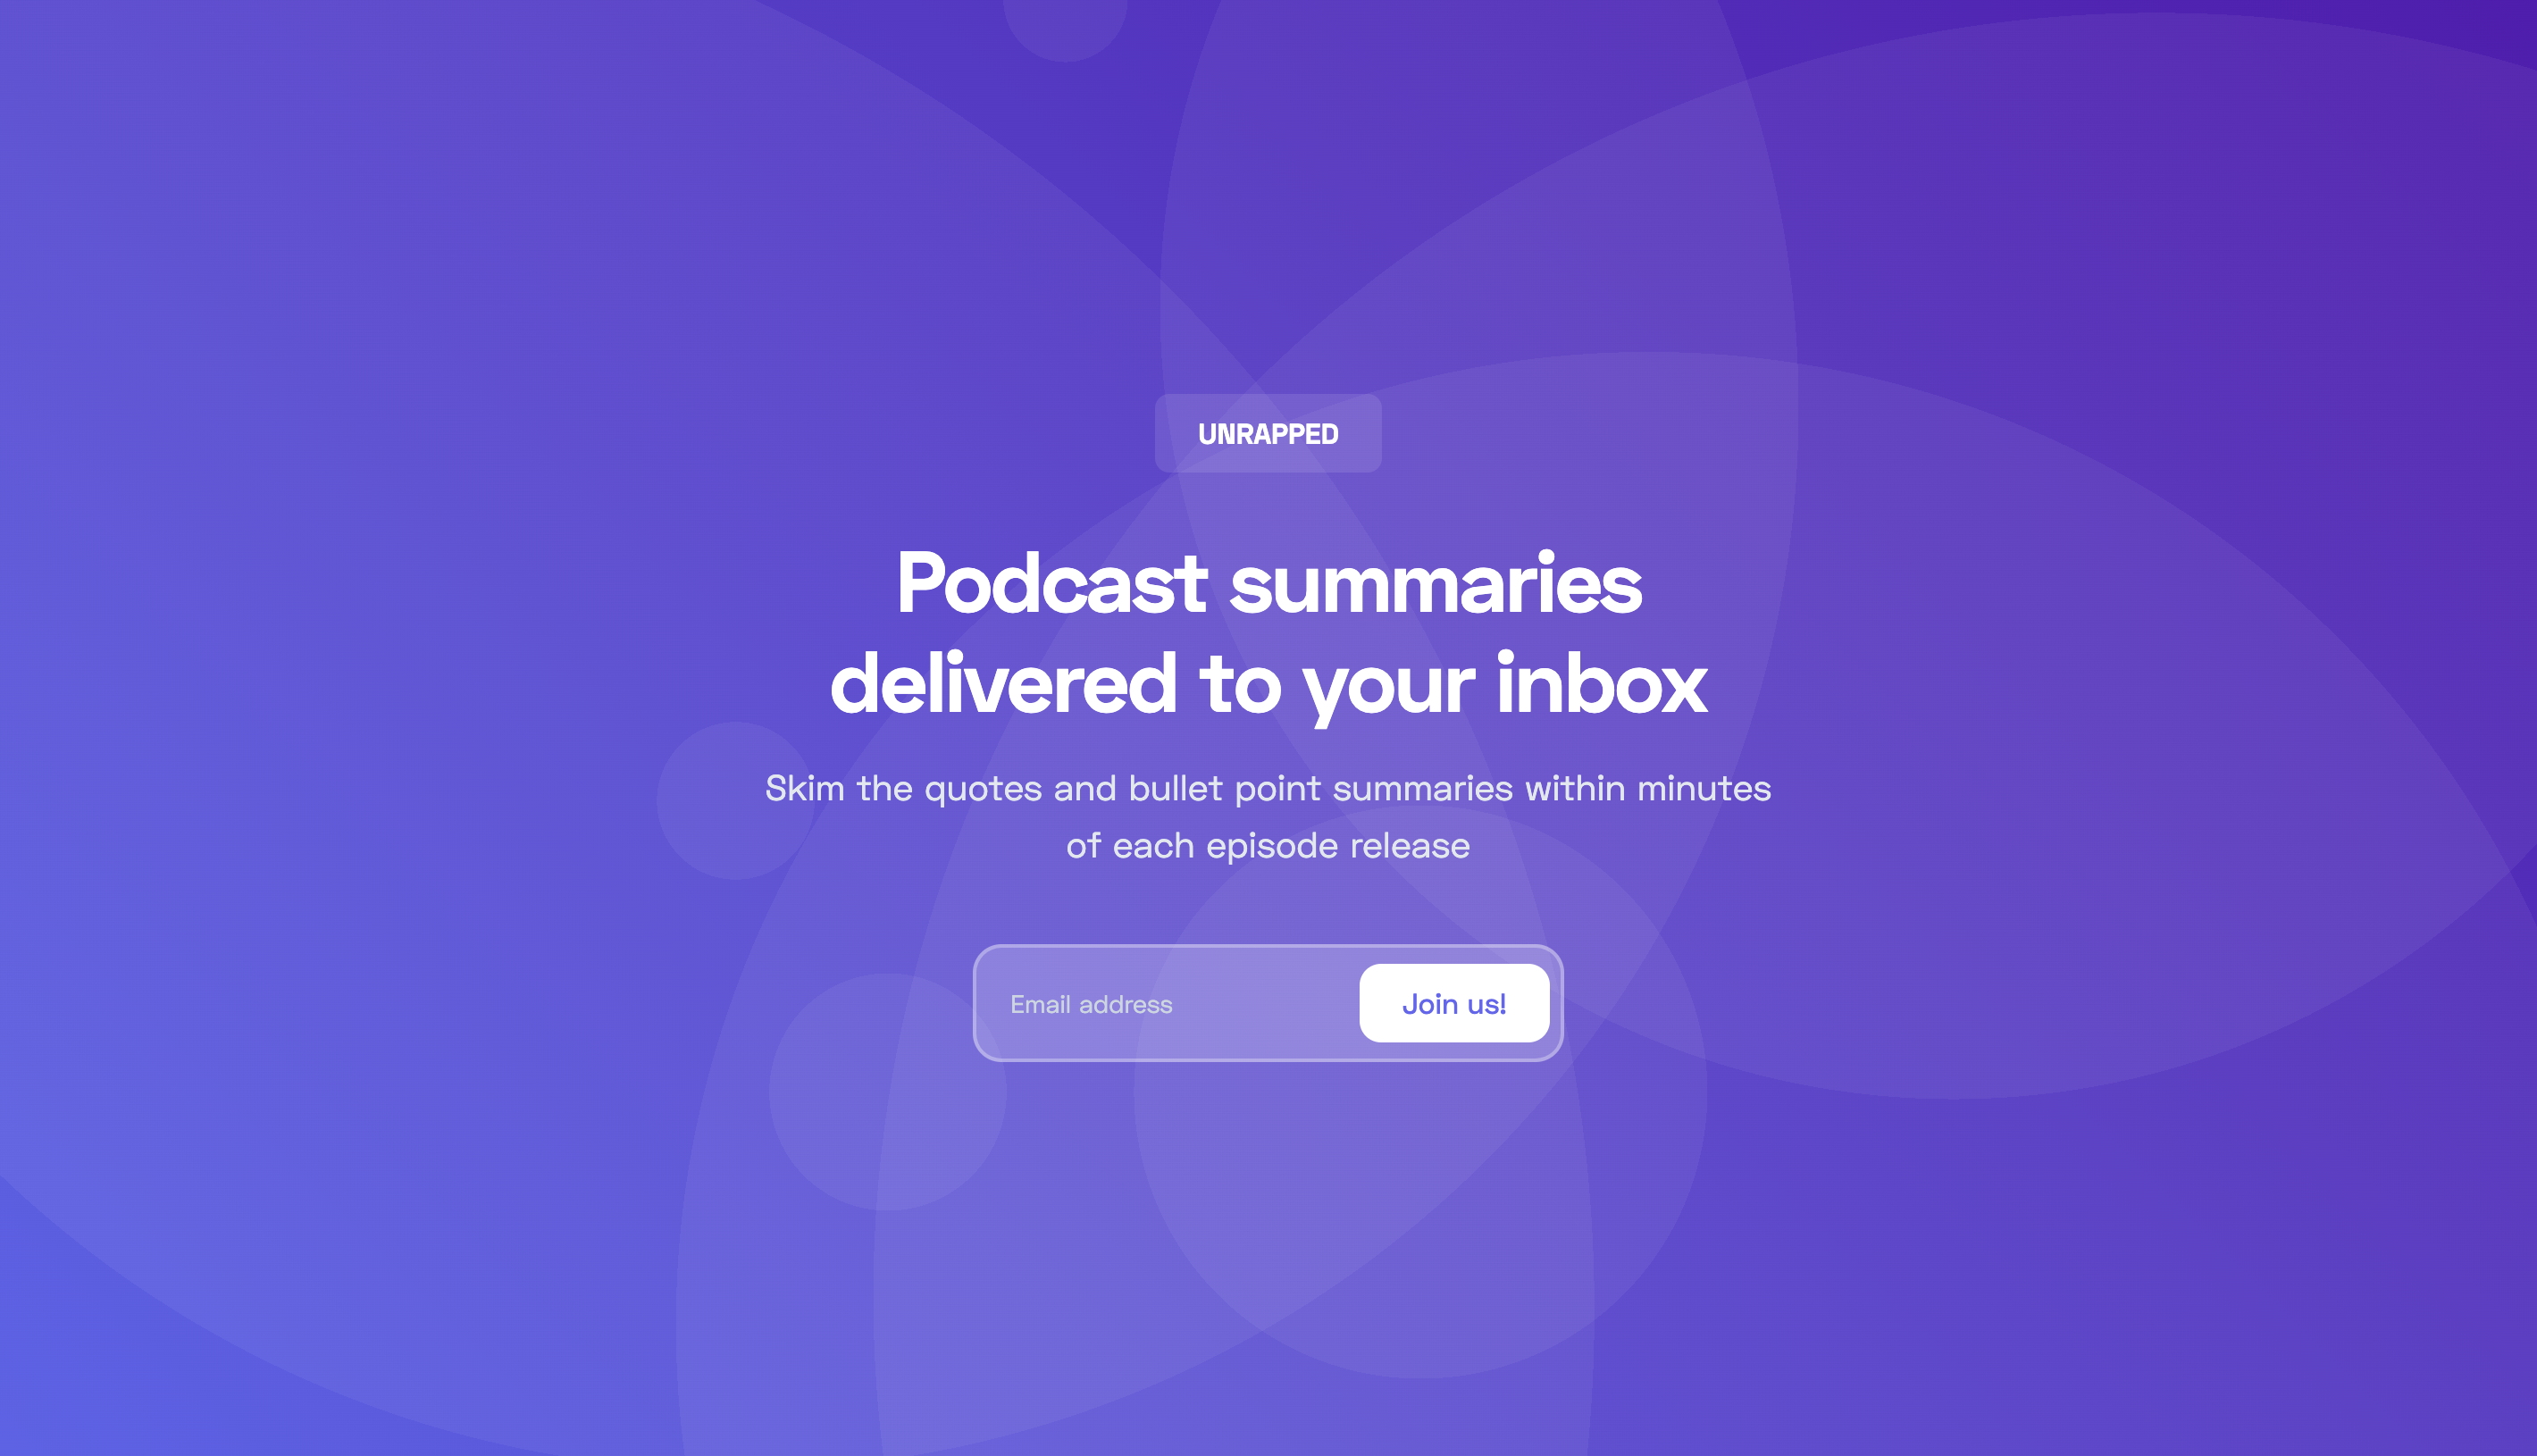 UNRAPPED
Podcast summaries
delivered to your inbox
Skim the quotes and bullet point summaries within minutes
of each episode release
Email address
Join us!